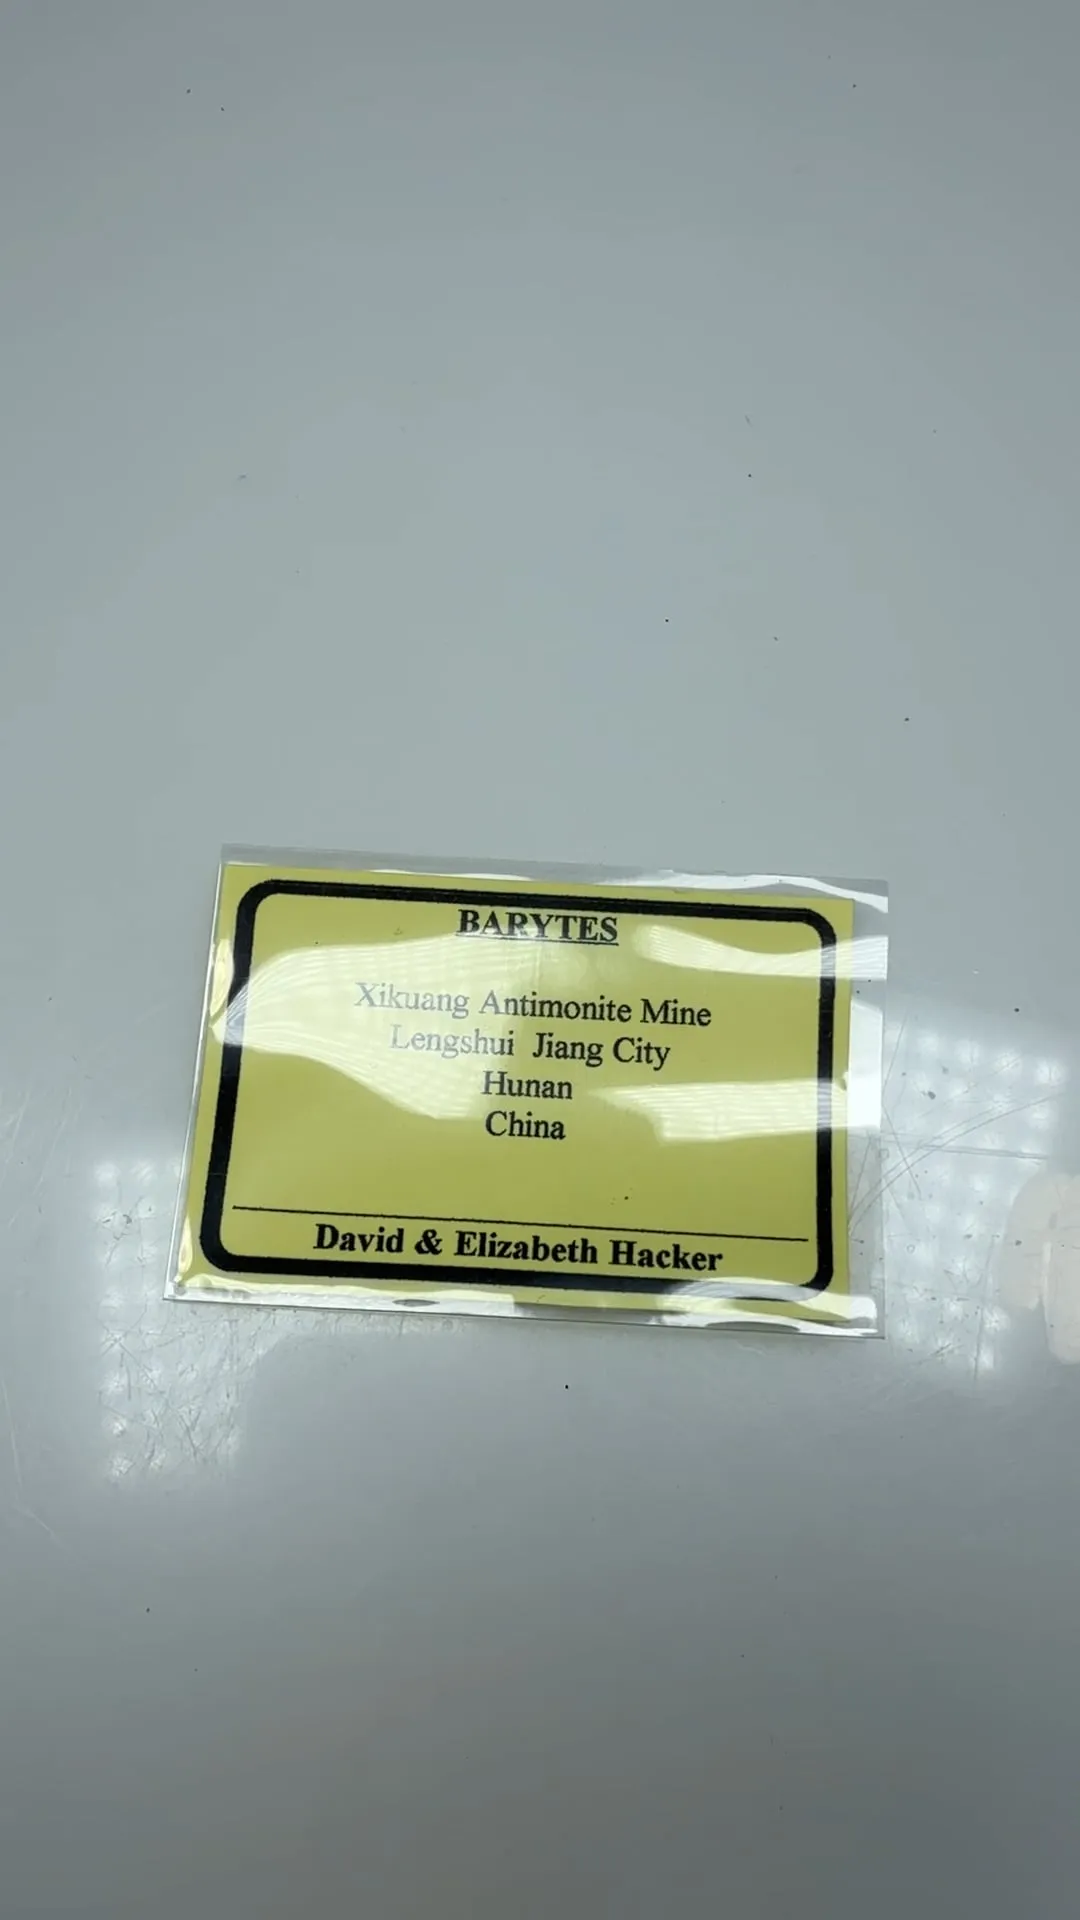 BARYTES
Xikuang Antimonite Mine
Lengshui Jiang City
Hunan
China
David & Elizabeth Hacker